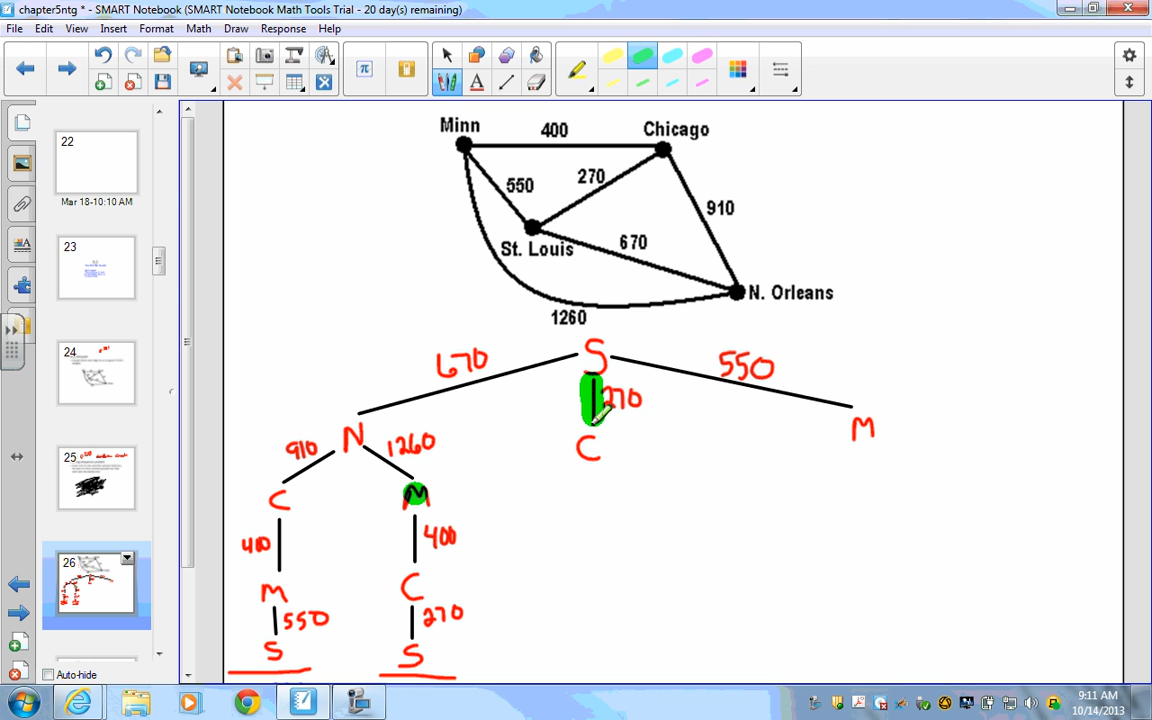 chapter5ntg * - SMART Notebook (SMART Notebook Math Tools Trial - 20 day(s) remaining)
File Edit View Insert Format Math Draw Response Help
22
Mar 18-10:10 AM
23
24
25
26
Auto-hide
Minn 400 Chicago
550 270
910
St. Louis 670
N. Orleans
1260
S
670 270 550
N C M
910 1260
C M
400 400
M C
550 270
S S
9:11 AM
10/14/2013